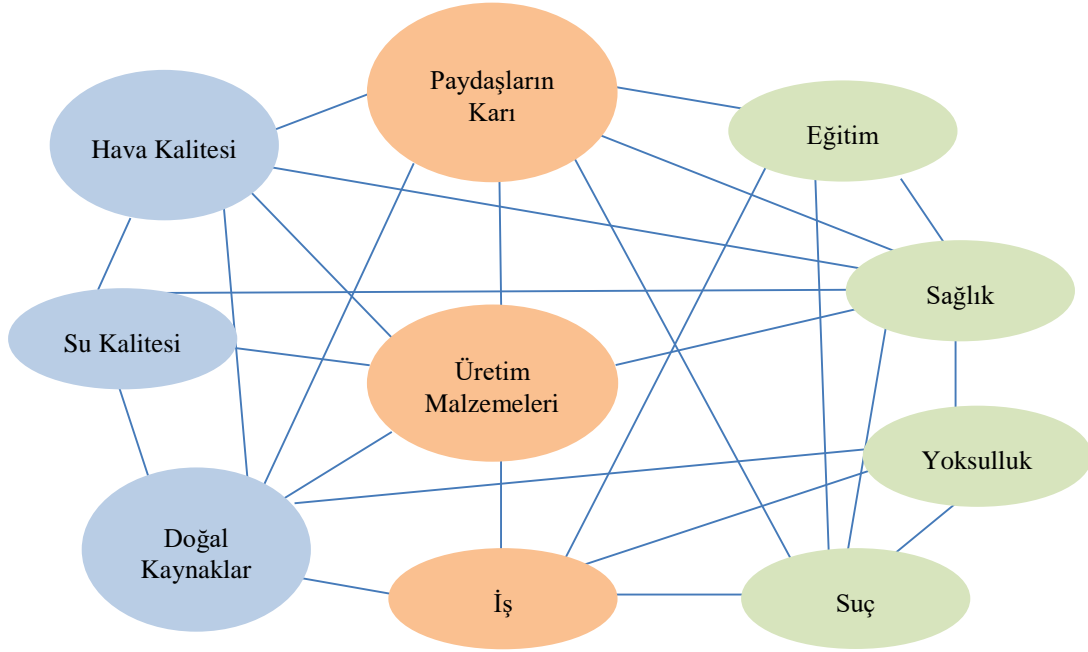 Paydaşların
Karı
Hava Kalitesi
Eğitim
Sağlık
Su Kalitesi
Üretim
Malzemeleri
Yoksulluk
Doğal
Kaynaklar
İş
Suç